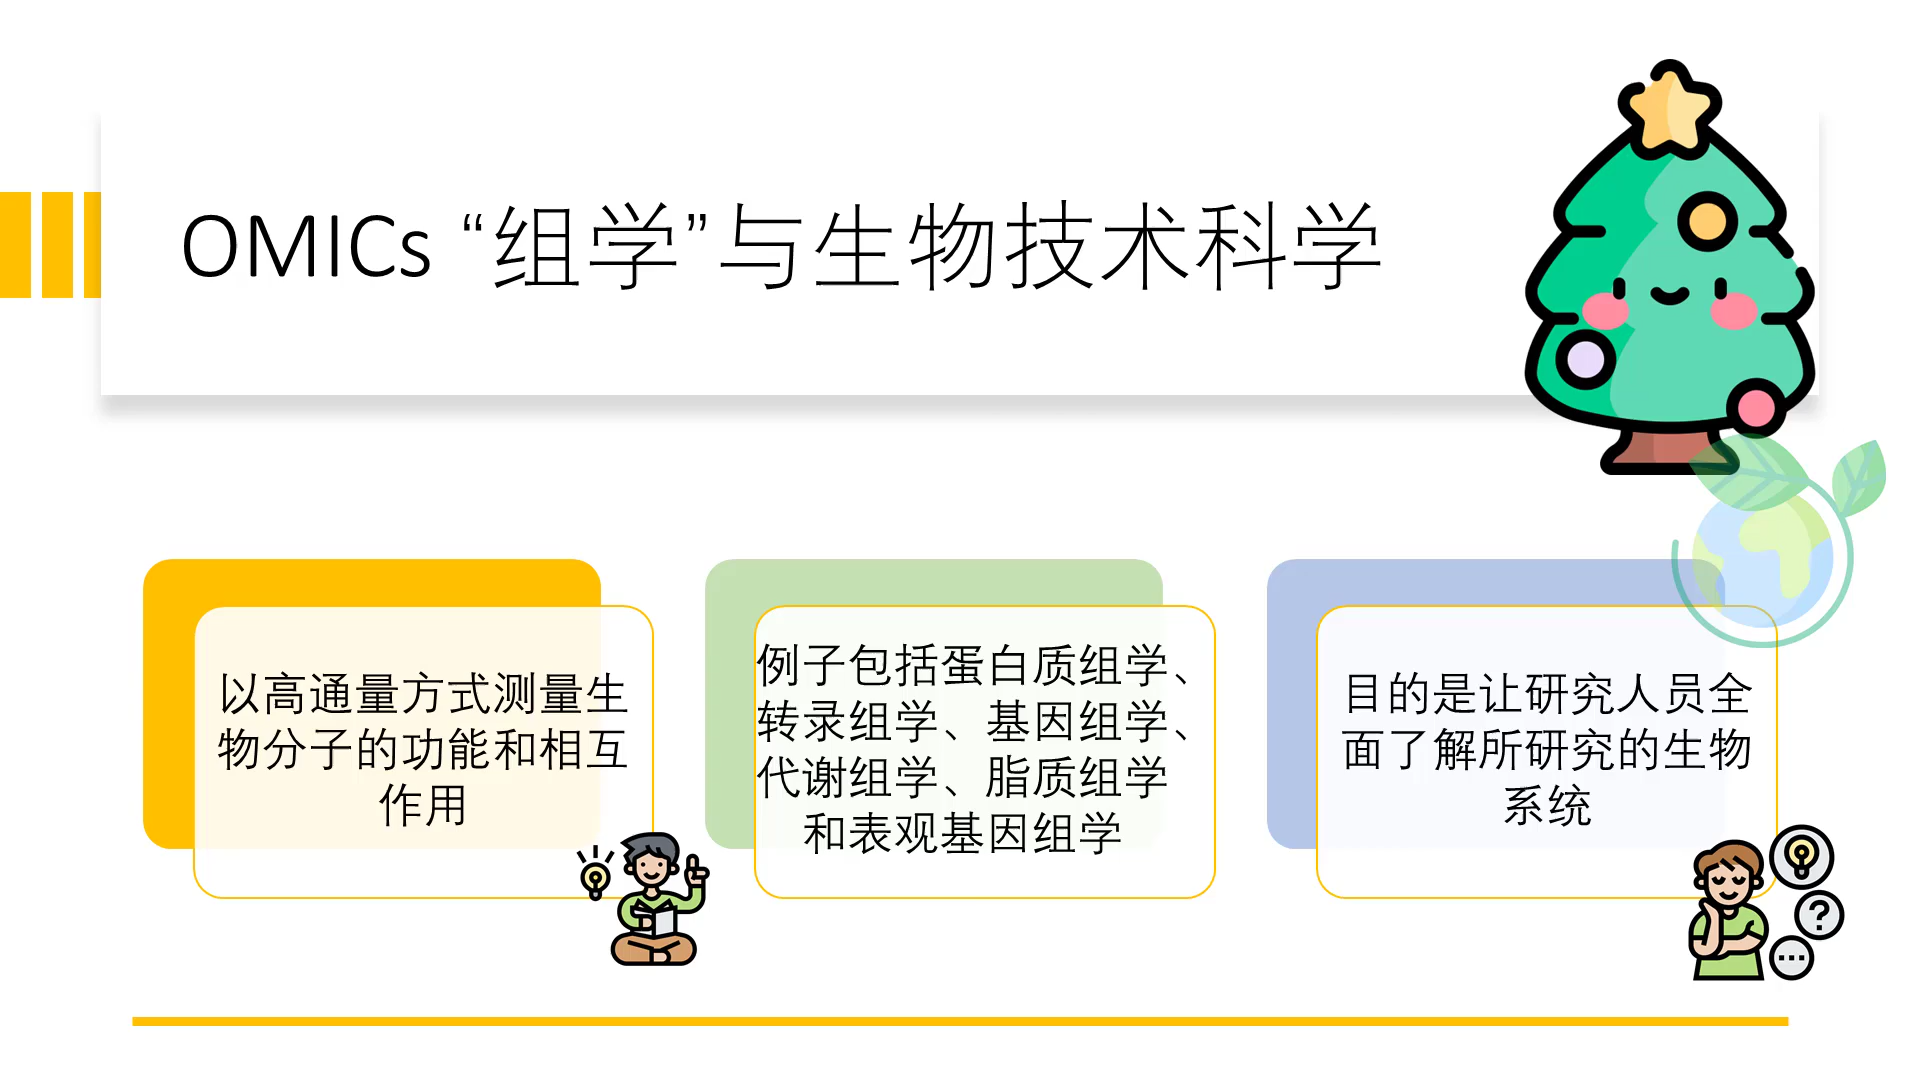 OMICs “组学”与生物技术科学
以高通量方式测量生
物分子的功能和相互
作用
例子包括蛋白质组学、
转录组学、基因组学、
代谢组学、脂质组学
和表观基因组学
目的是让研究人员全
面了解所研究的生物
系统
?